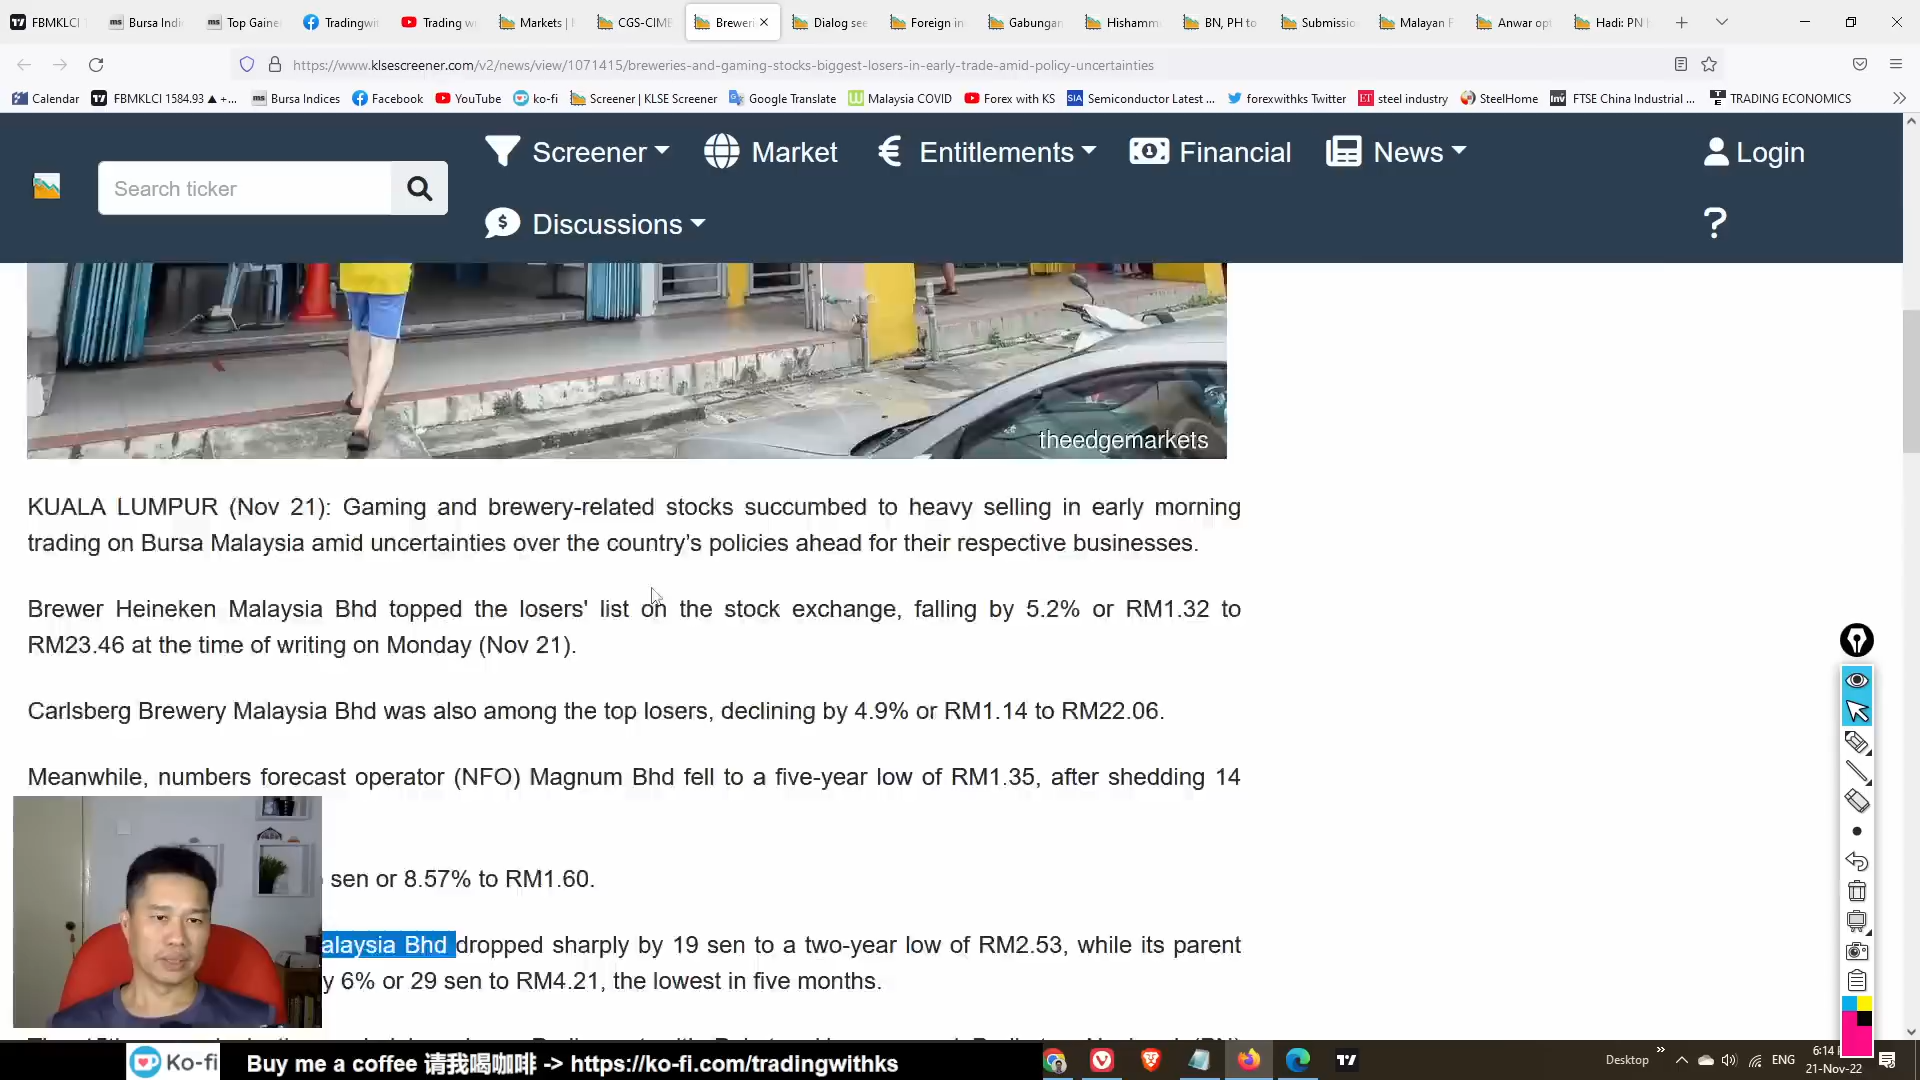 FBMKLCI
Bursa Indi
Top Gaine
Tradingwi
Trading w
Markets |
CGS-CIMB
Breweri
Dialog see
Foreign in
Gabungan
Hishamm
BN, PH to
Submissio
Malayan F
Anwar opt
Hadi: PN
https://www.klsescreener.com/v2/news/view/1071415/breweries-and-gaming-stocks-biggest-losers-in-early-trade-amid-policy-uncertainties
Calendar
FBMKLCI 1584.93 ▲ +...
Bursa Indices
Facebook
YouTube
ko-fi
Screener | KLSE Screener
Google Translate
Malaysia COVID
Forex with KS
Semiconductor Latest ...
forexwithks Twitter
steel industry
SteelHome
FTSE China Industrial ...
TRADING ECONOMICS
Search ticker
Screener
Market
Entitlements
Financial
News
Login
Discussions
?
theedgemarkets
KUALA LUMPUR (Nov 21): Gaming and brewery-related stocks succumbed to heavy selling in early morning
trading on Bursa Malaysia amid uncertainties over the country's policies ahead for their respective businesses.
Brewer Heineken Malaysia Bhd topped the losers' list on the stock exchange, falling by 5.2% or RM1.32 to
RM23.46 at the time of writing on Monday (Nov 21).
Carlsberg Brewery Malaysia Bhd was also among the top losers, declining by 4.9% or RM1.14 to RM22.06.
Meanwhile, numbers forecast operator (NFO) Magnum Bhd fell to a five-year low of RM1.35, after shedding 14
sen or 8.57% to RM1.60.
alaysia Bhd dropped sharply by 19 sen to a two-year low of RM2.53, while its parent
y 6% or 29 sen to RM4.21, the lowest in five months.
Ko-fi
Buy me a coffee 请我喝咖啡 -> https://ko-fi.com/tradingwithks
Desktop
ENG
6:14
21-Nov-22